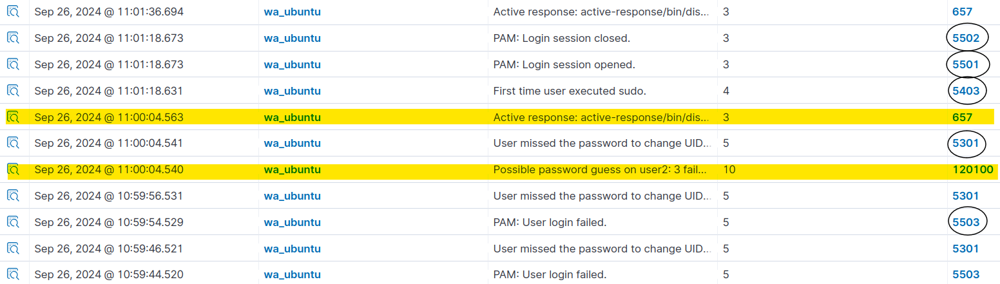 Sep 26, 2024 @ 11:01:36.694 wa_ubuntu Active response: active-response/bin/dis... 3 657
Sep 26, 2024 @ 11:01:18.673 wa_ubuntu PAM: Login session closed. 3 5502
Sep 26, 2024 @ 11:01:18.673 wa_ubuntu PAM: Login session opened. 3 5501
Sep 26, 2024 @ 11:01:18.631 wa_ubuntu First time user executed sudo. 4 5403
Sep 26, 2024 @ 11:00:04.563 wa_ubuntu Active response: active-response/bin/dis... 3 657
Sep 26, 2024 @ 11:00:04.541 wa_ubuntu User missed the password to change UID... 5 5301
Sep 26, 2024 @ 11:00:04.540 wa_ubuntu Possible password guess on user2: 3 fail... 10 120100
Sep 26, 2024 @ 10:59:56.531 wa_ubuntu User missed the password to change UID... 5 5301
Sep 26, 2024 @ 10:59:54.529 wa_ubuntu PAM: User login failed. 5 5503
Sep 26, 2024 @ 10:59:46.521 wa_ubuntu User missed the password to change UID... 5 5301
Sep 26, 2024 @ 10:59:44.520 wa_ubuntu PAM: User login failed. 5 5503